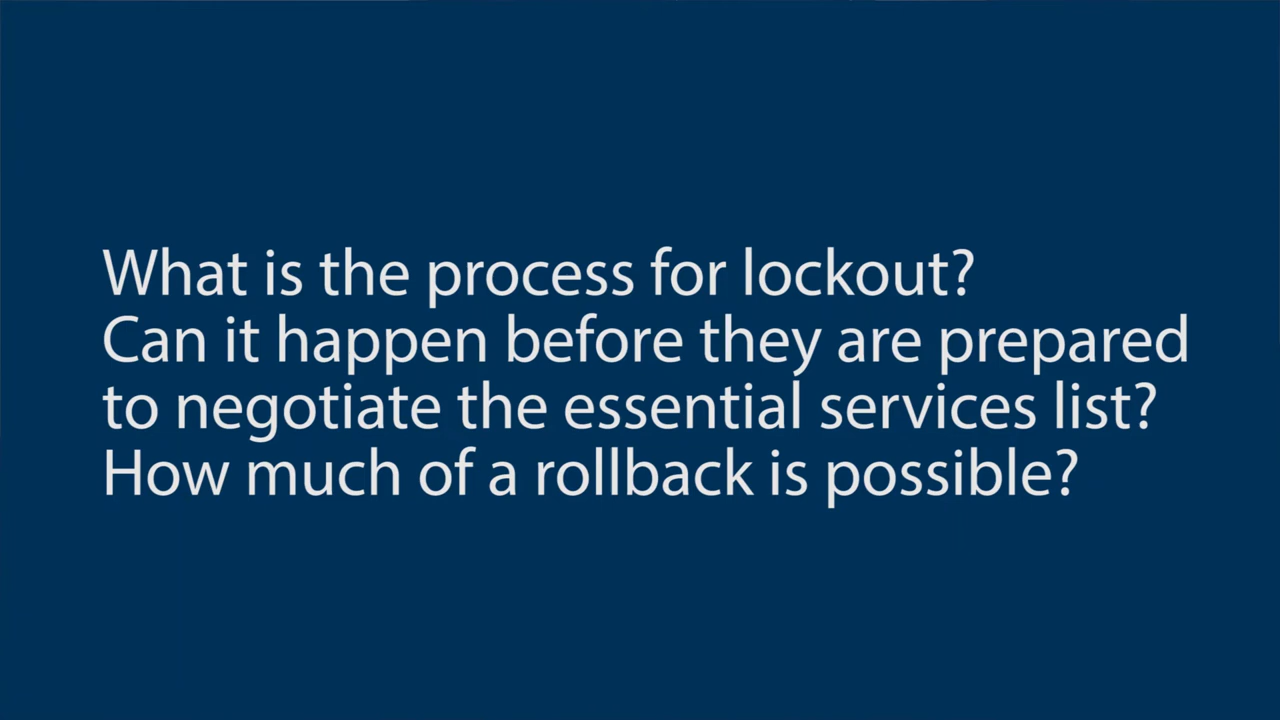 What is the process for lockout?
Can it happen before they are prepared
to negotiate the essential services list?
How much of a rollback is possible?